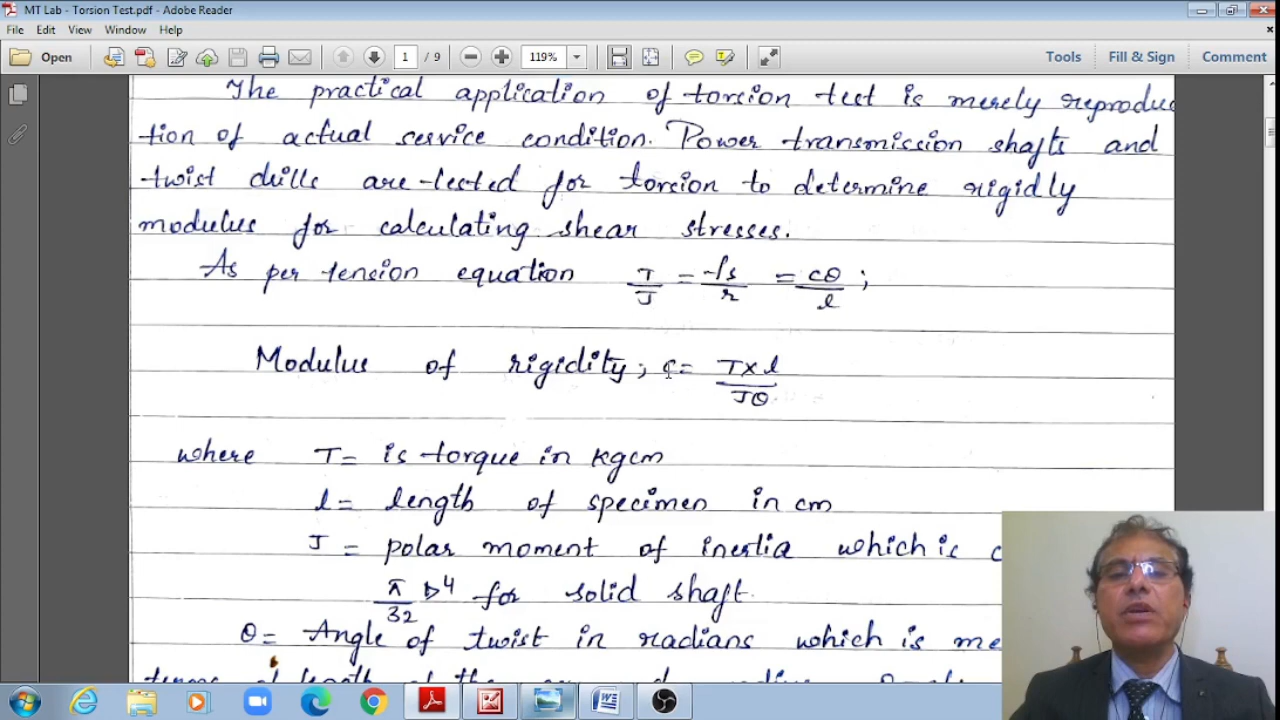 MT Lab - Torsion Test.pdf - Adobe Reader
File Edit View Window Help
Open 1 / 9 119% Tools Fill & Sign Comment
The practical application of torsion test is merely reproduc
tion of actual service condition. Power transmission shafts and
twist drills are tested for torsion to determine rigidly
modulus for calculating shear stresses.
As per tension equation T/J = fs/r = cθ/l ;
Modulus of rigidity; c = T×l/Jθ
where T = is torque in kgcm
l = length of specimen in cm
J = polar moment of inertia which is c
π/32 D⁴ for solid shaft.
θ = Angle of twist in radians which is me
length of the